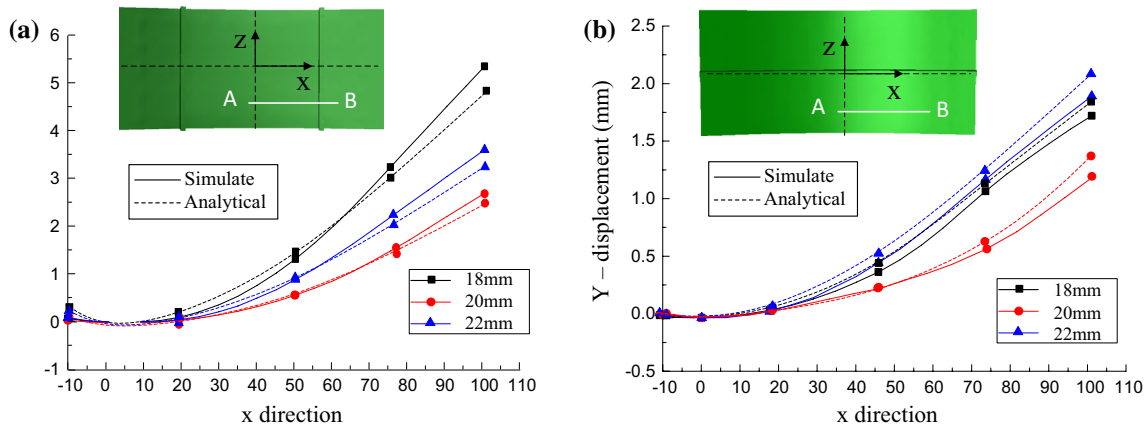 (a)
6
5
4
3
2
1
0
-1
-10 0 10 20 30 40 50 60 70 80 90 100 110
x direction
Z
X
A B
Simulate
Analytical
18mm
20mm
22mm
(b)
Y – displacement (mm)
2.5
2.0
1.5
1.0
0.5
0.0
-0.5
-10 0 10 20 30 40 50 60 70 80 90 100 110
x direction
Z
X
A B
Simulate
Analytical
18mm
20mm
22mm